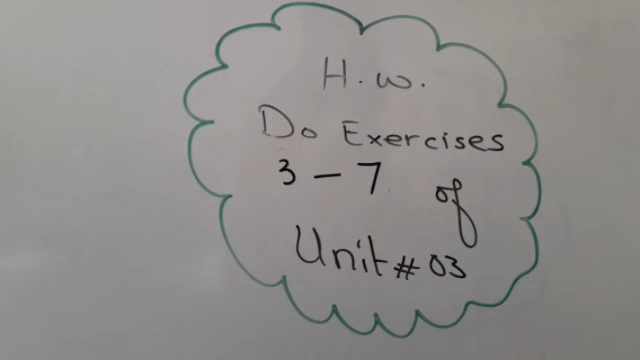 H.W.
Do Exercises
3 - 7 of
Unit # 03